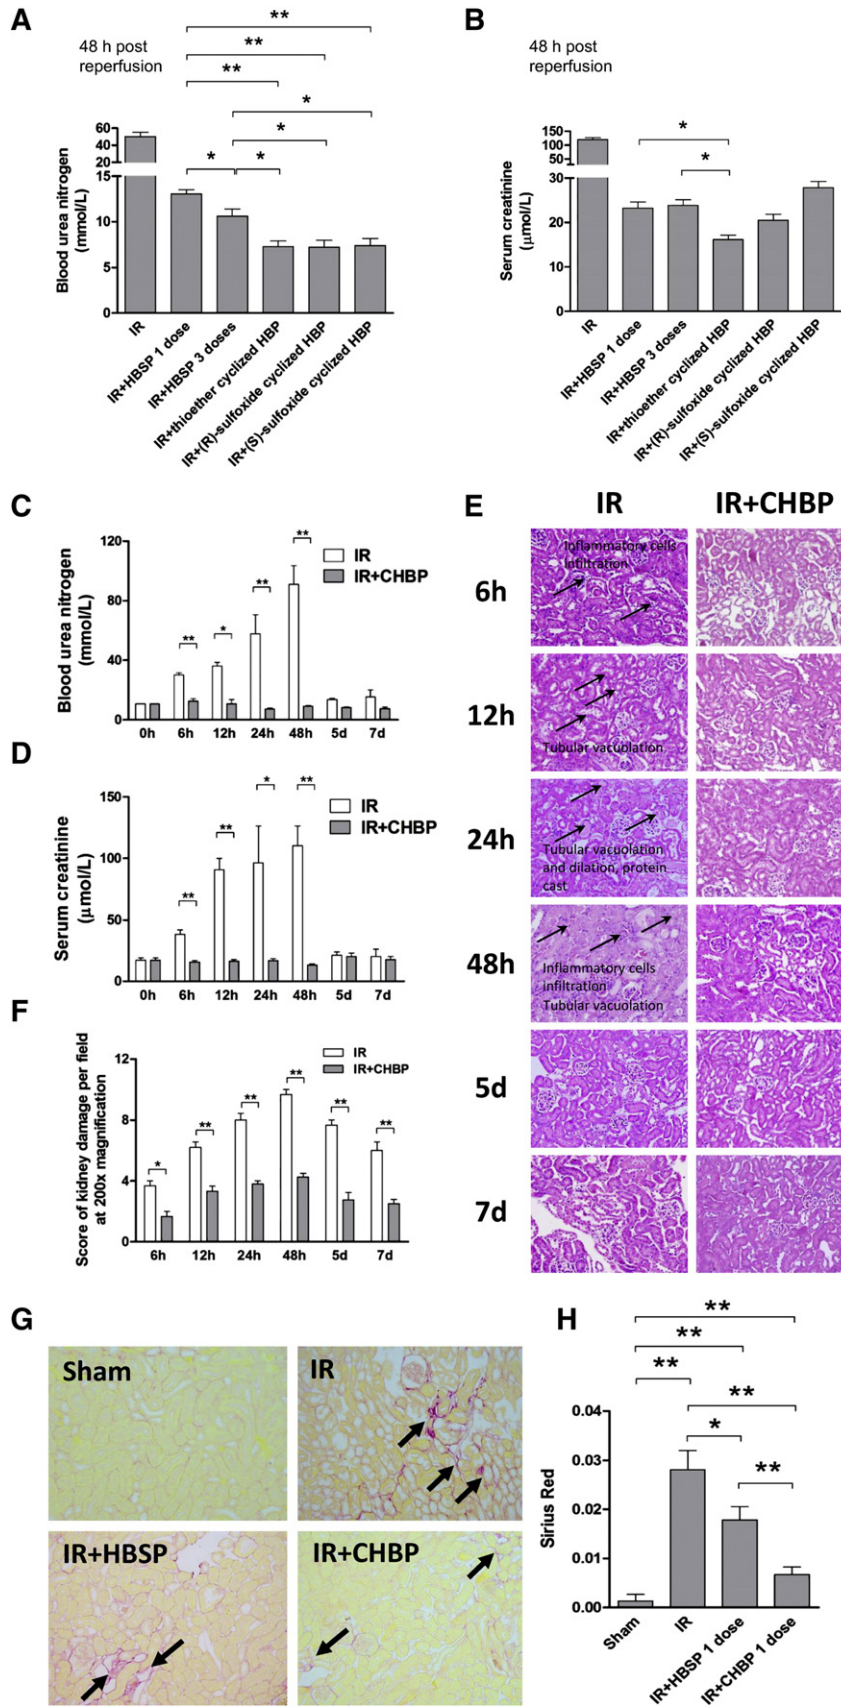 A
48 h post
reperfusion
**
**
**
*
*
*
*
Blood urea nitrogen
(mmol/L)
60
40
20
15
10
5
0
IR
IR+HBSP 1 dose
IR+HBSP 3 doses
IR+thioether cyclized HBP
IR+(R)-sulfoxide cyclized HBP
IR+(S)-sulfoxide cyclized HBP
B
48 h post
reperfusion
*
*
Serum creatinine
(μmol/L)
150
100
50
30
20
10
0
IR
IR+HBSP 1 dose
IR+HBSP 3 doses
IR+thioether cyclized HBP
IR+(R)-sulfoxide cyclized HBP
IR+(S)-sulfoxide cyclized HBP
C
Blood urea nitrogen
(mmol/L)
120
80
40
0
IR
IR+CHBP
**
*
**
**
0h 6h 12h 24h 48h 5d 7d
D
Serum creatinine
(μmol/L)
150
100
50
0
IR
IR+CHBP
**
**
*
**
0h 6h 12h 24h 48h 5d 7d
F
Score of kidney damage per field
at 200x magnification
12
8
4
0
IR
IR+CHBP
*
**
**
**
**
**
6h 12h 24h 48h 5d 7d
E
IR IR+CHBP
6h
Inflammatory cells
infiltration
12h
Tubular vacuolation
24h
Tubular vacuolation
and dilation, protein
cast
48h
Inflammatory cells
infiltration
Tubular vacuolation
5d
7d
G
Sham
IR
IR+HBSP
IR+CHBP
H
**
**
**
**
*
**
Sirius Red
0.04
0.03
0.02
0.01
0.00
Sham
IR
IR+HBSP 1 dose
IR+CHBP 1 dose